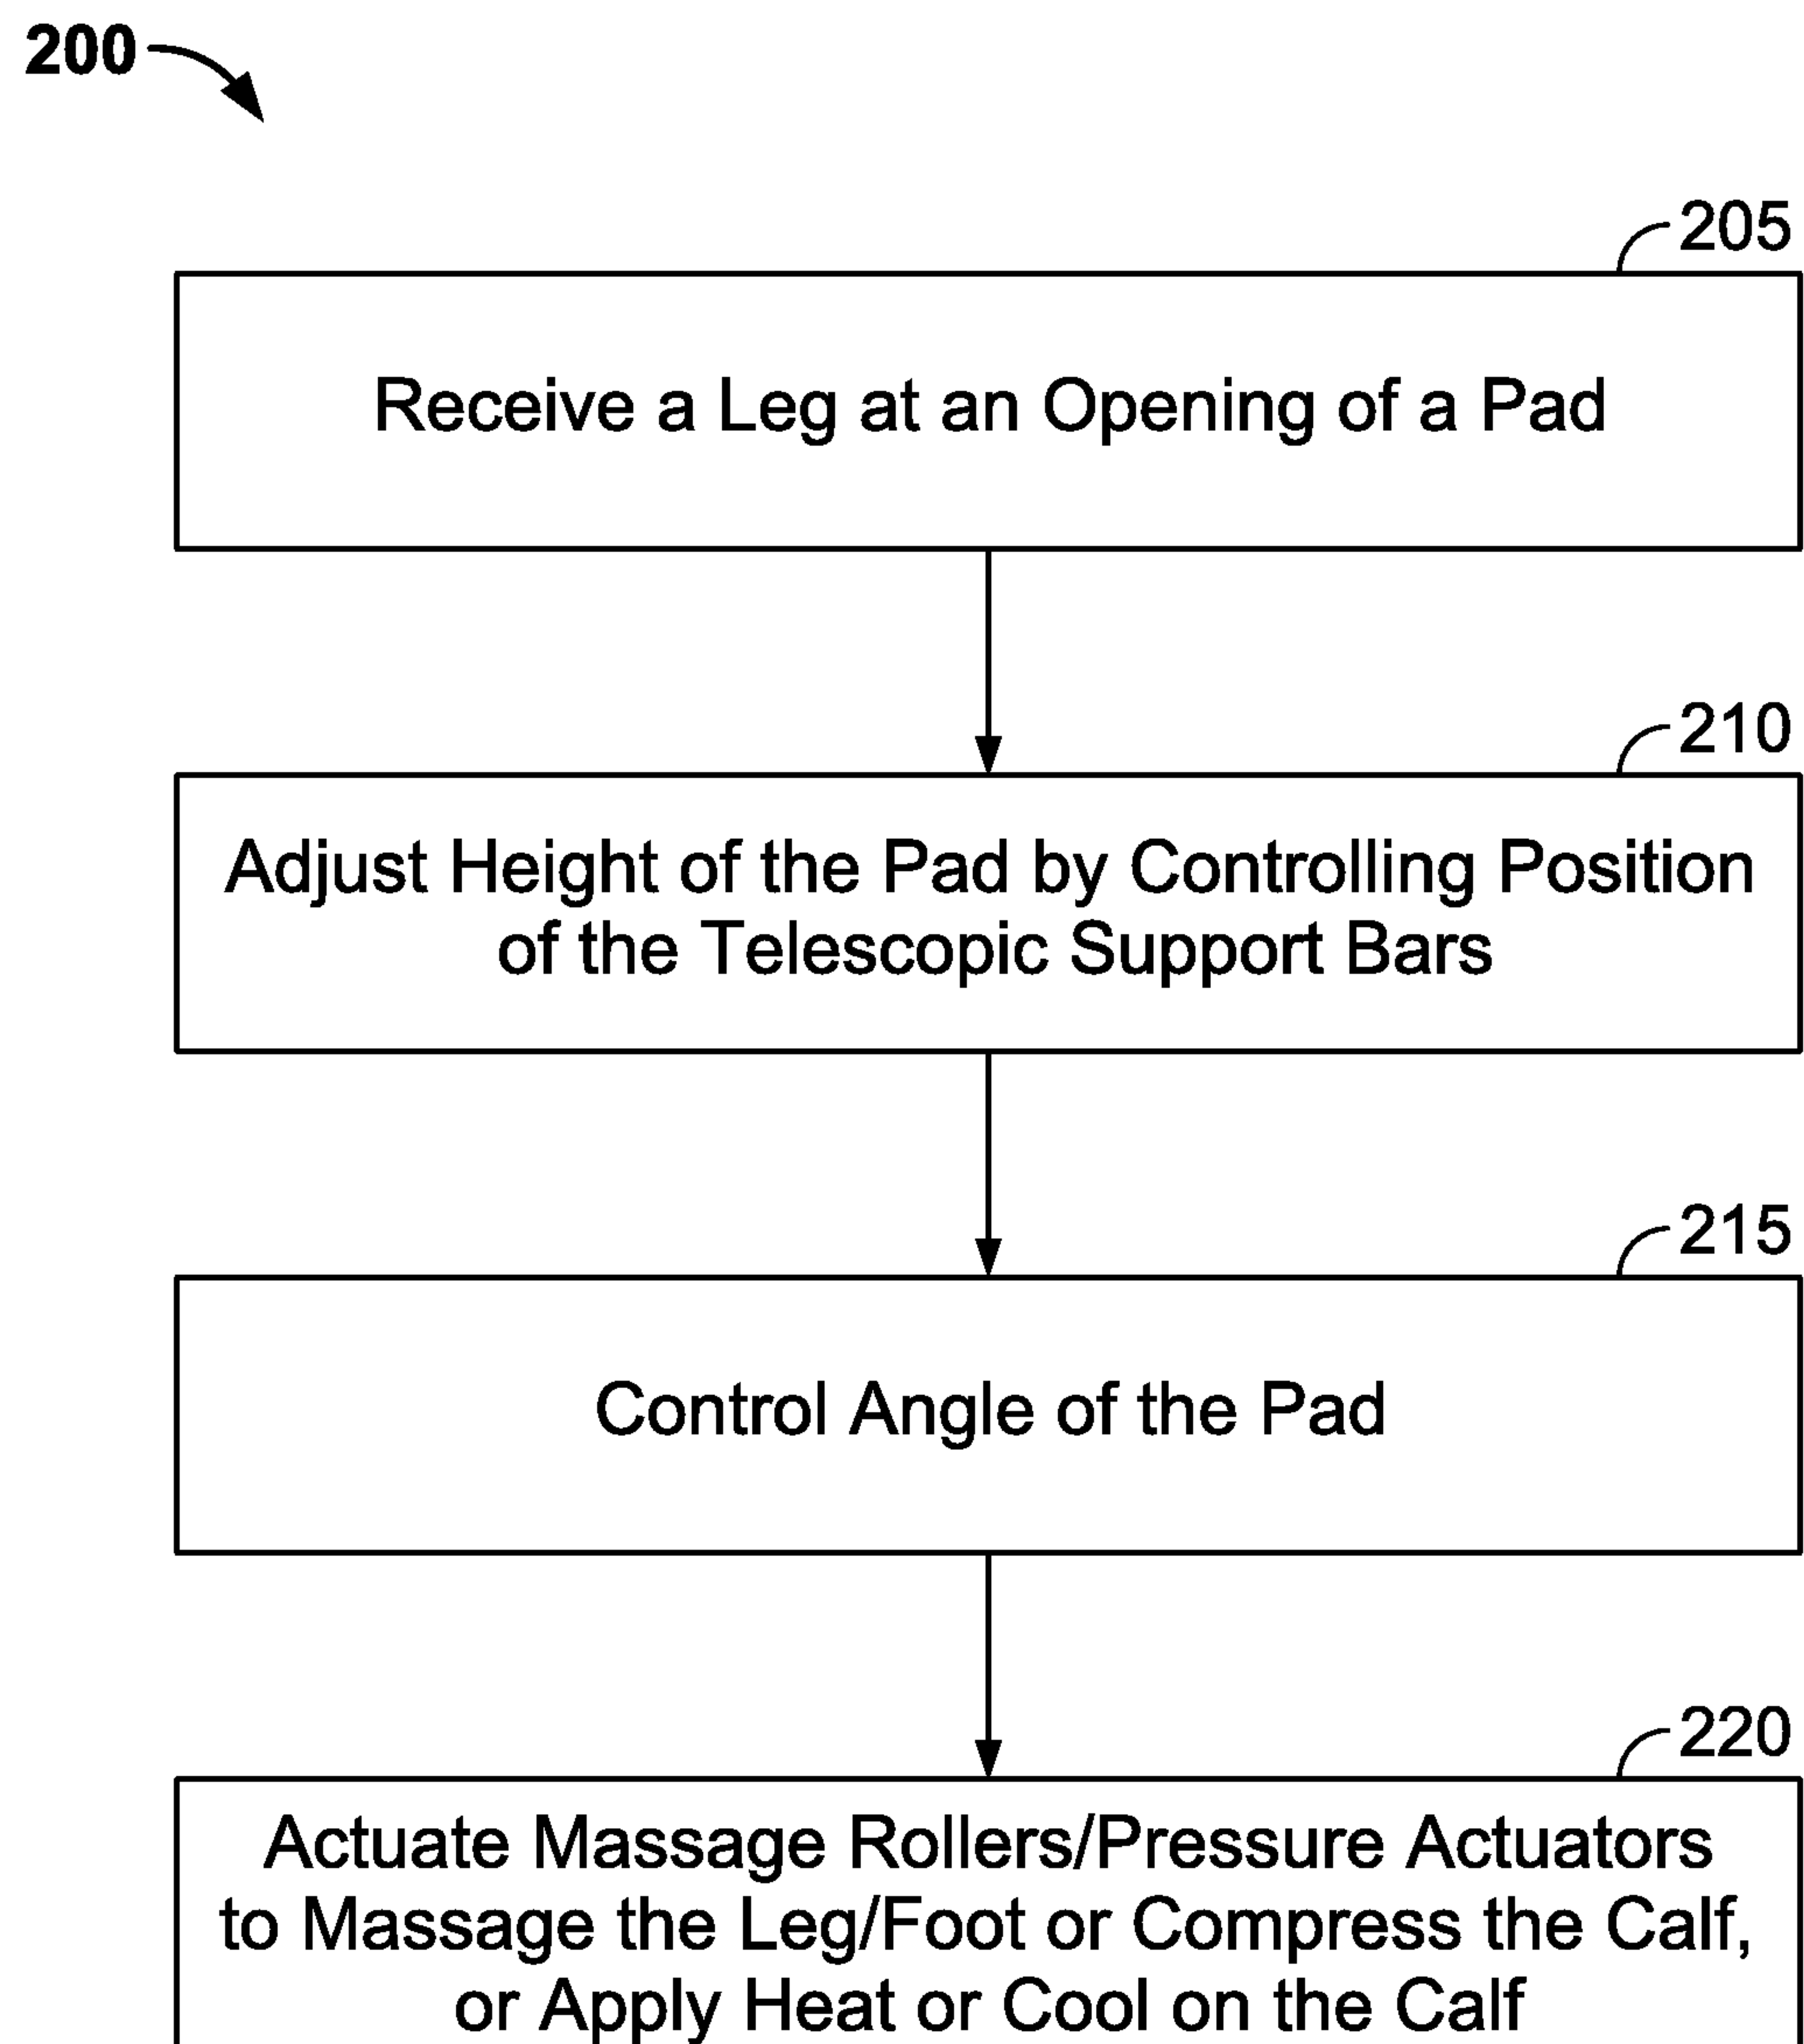 200
205
Receive a Leg at an Opening of a Pad
210
Adjust Height of the Pad by Controlling Position
of the Telescopic Support Bars
215
Control Angle of the Pad
220
Actuate Massage Rollers/Pressure Actuators
to Massage the Leg/Foot or Compress the Calf,
or Apply Heat or Cool on the Calf